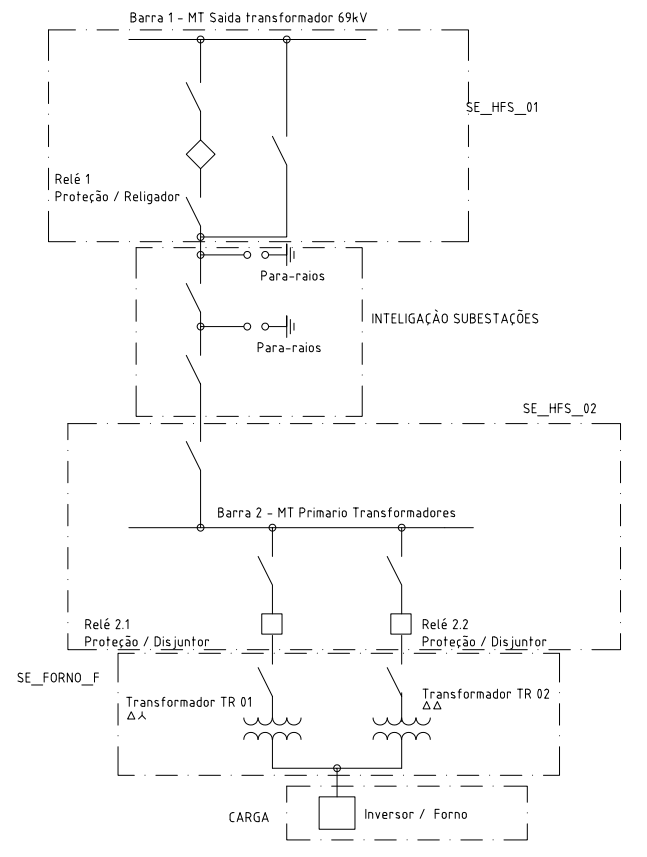 Barra 1 - MT Saida transformador 69kV
SE_HFS_01
Relé 1
Proteção / Religador
Para-raios
INTELIGAÇÀO SUBESTAÇÕES
Para-raios
SE_HFS_02
Barra 2 - MT Primario Transformadores
Relé 2.1
Proteção / Disjuntor
Relé 2.2
Proteção / Disjuntor
SE_FORNO_F
Transformador TR 01
Transformador TR 02
CARGA
Inversor / Forno